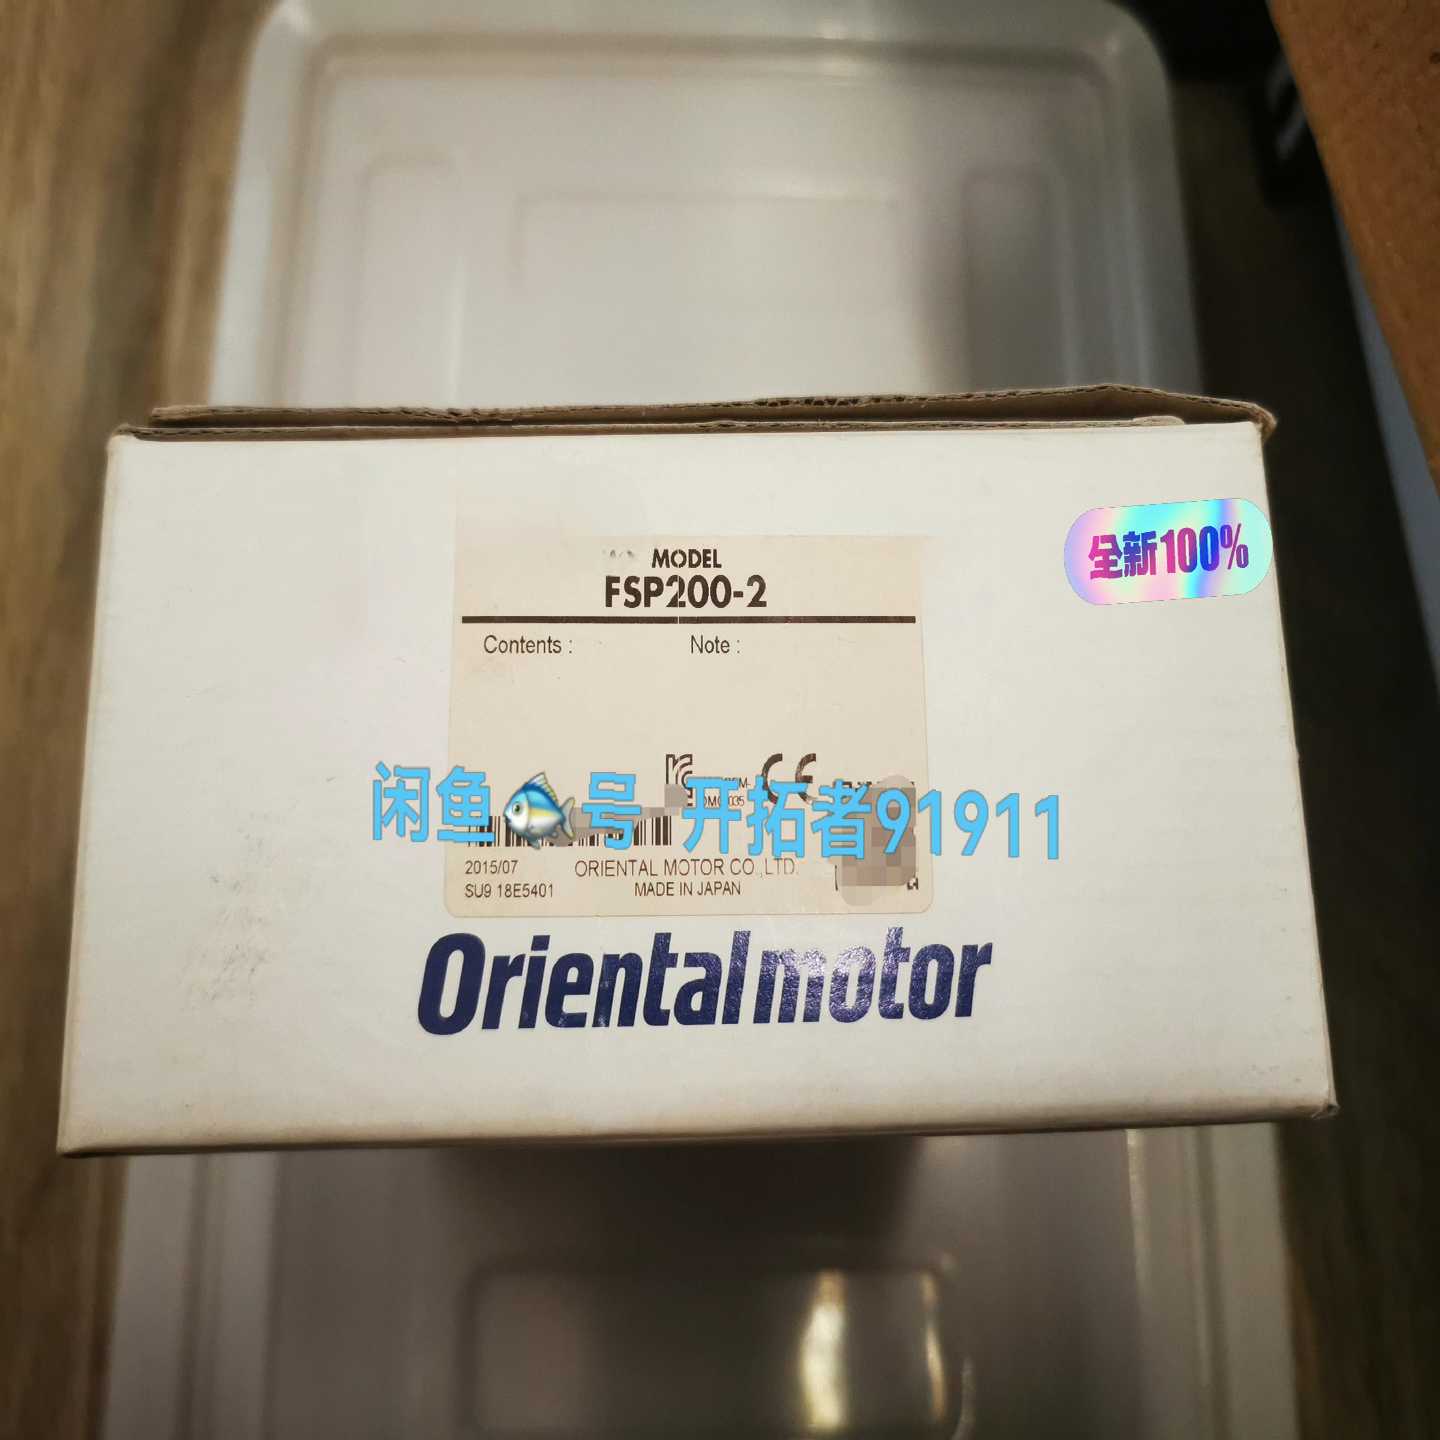 MODEL
FSP200-2
全新100%
Contents :
Note :
闲鱼🐠号 开拓者91911
2015/07
ORIENTAL MOTOR CO.,LTD.
SU9 18E5401
MADE IN JAPAN
Orientalmotor